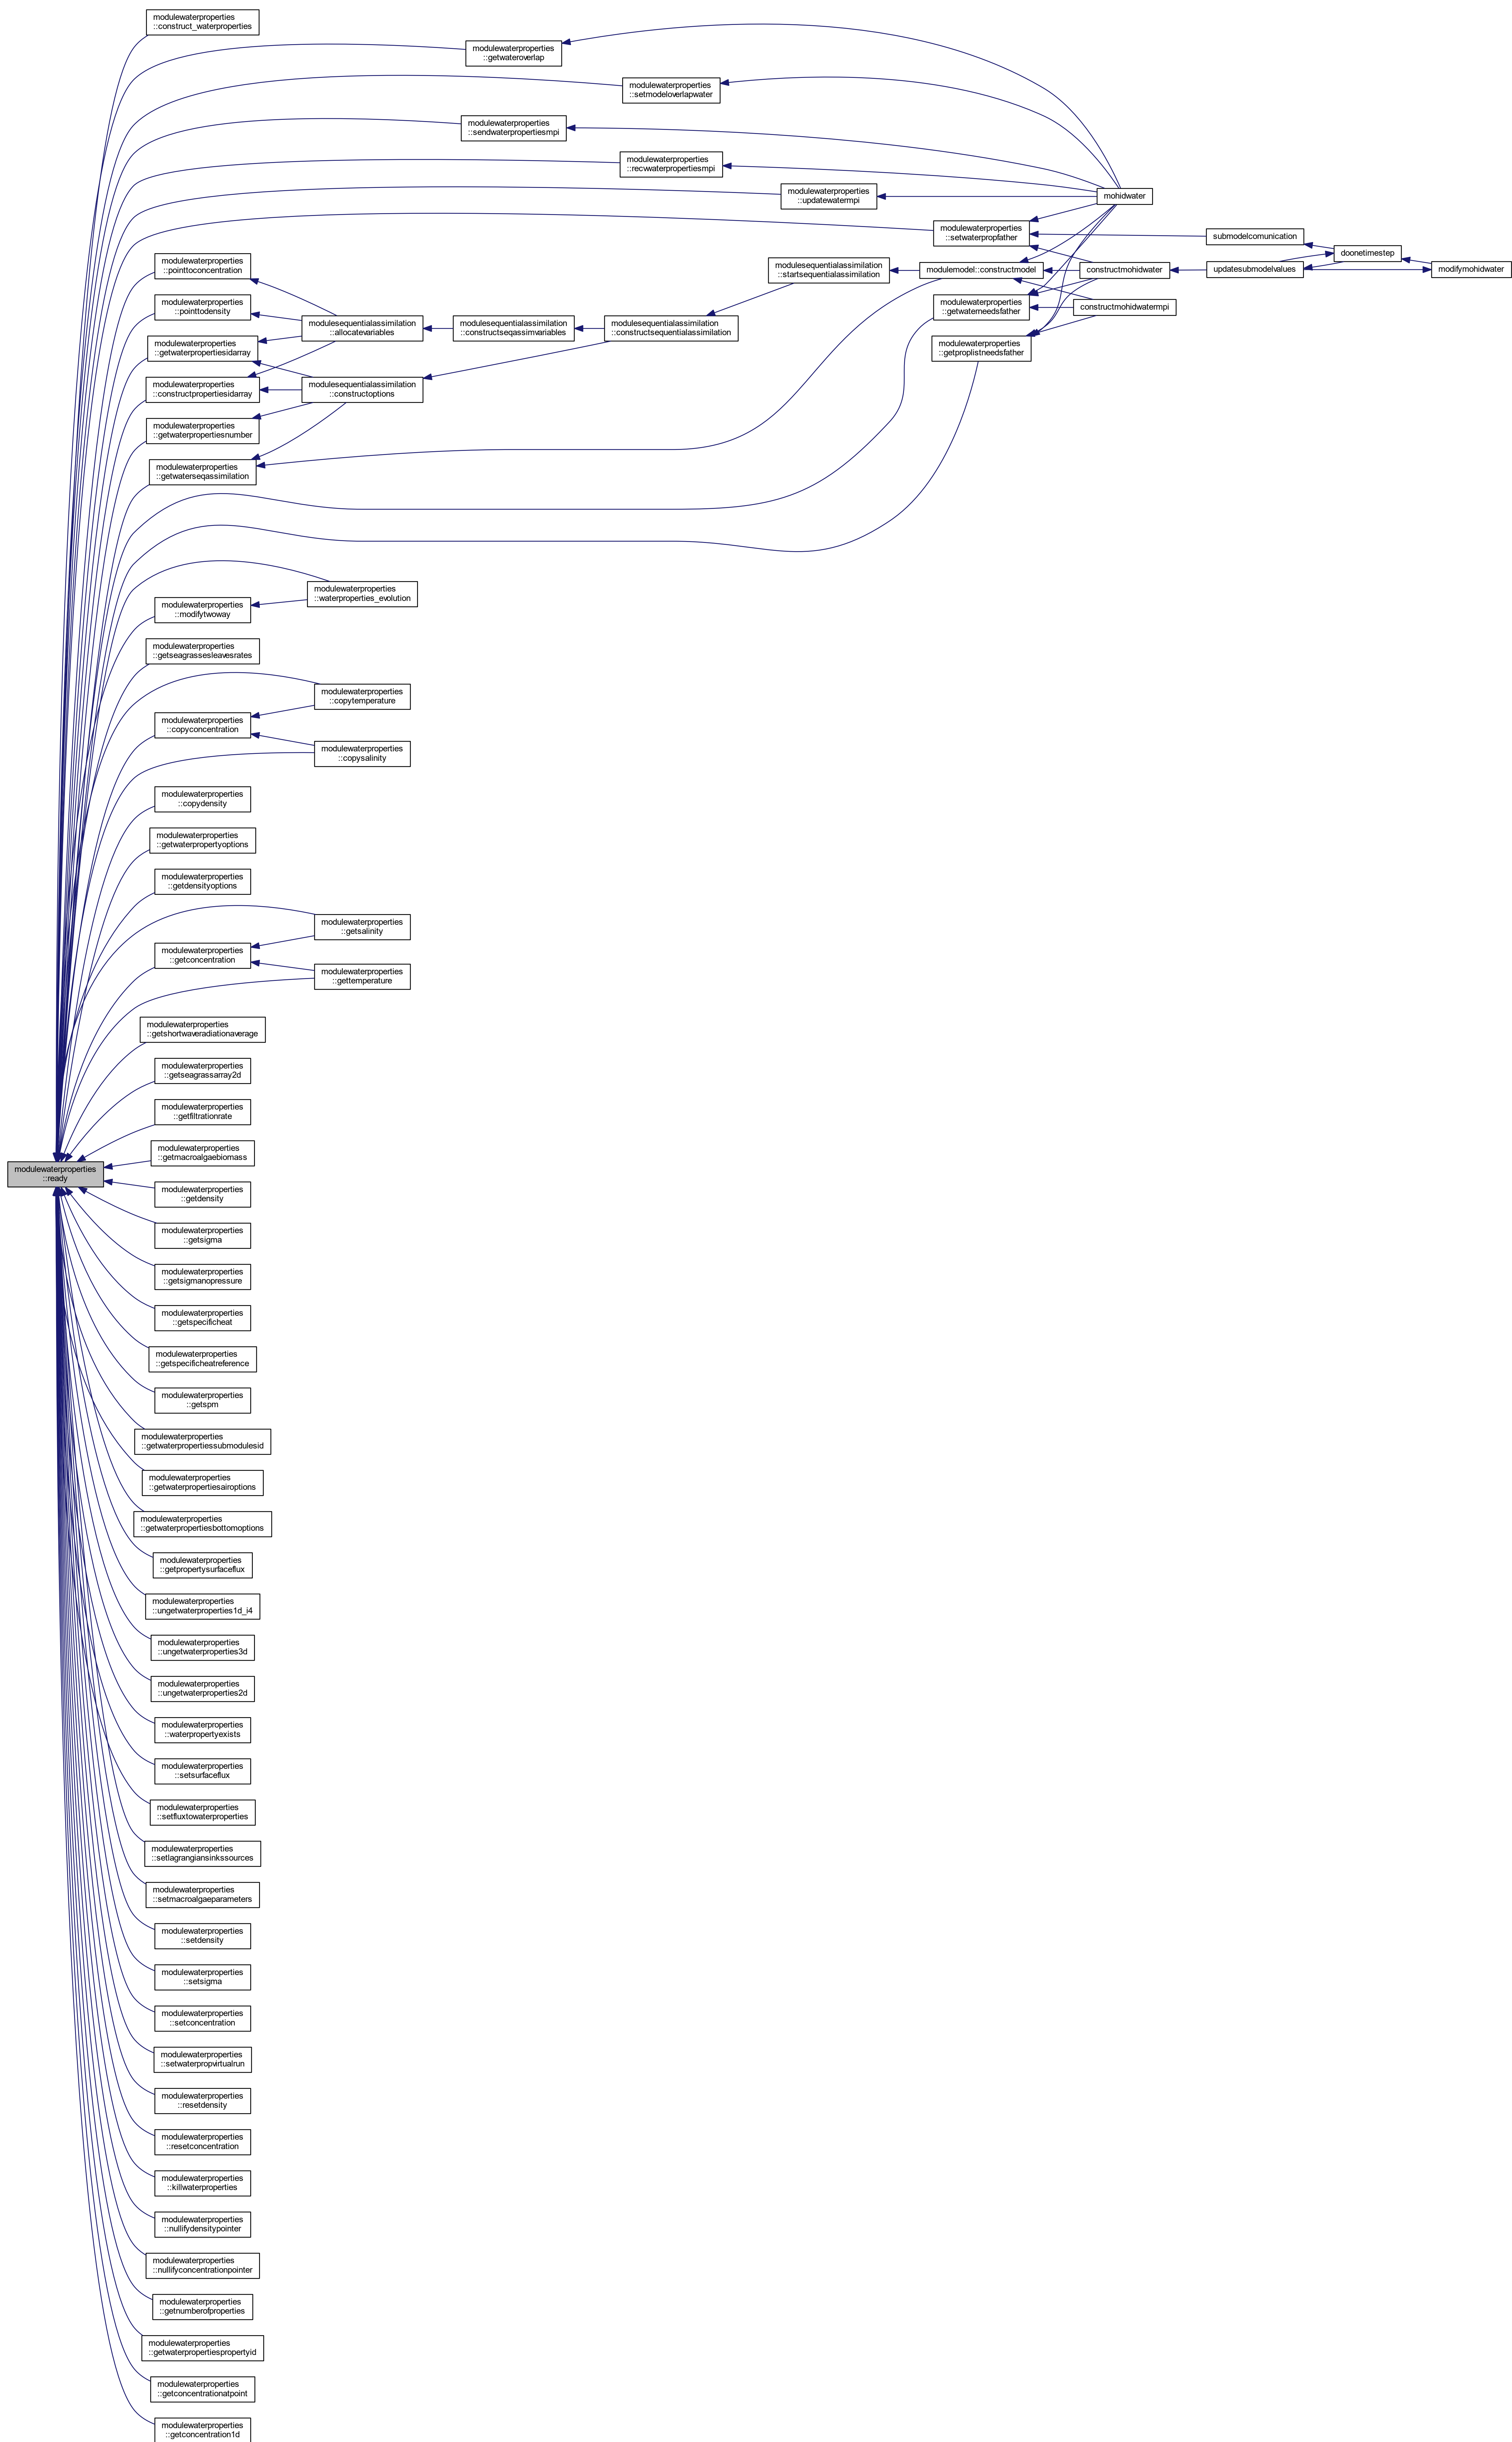 modulewaterproperties
::construct_waterproperties
modulewaterproperties
::getwateroverlap
modulewaterproperties
::setmodeloverlapwater
modulewaterproperties
::sendwaterpropertiesmpi
modulewaterproperties
::recvwaterpropertiesmpi
modulewaterproperties
::updatewatermpi
mohidwater
modulewaterproperties
::setwaterpropfather
submodelcomunication
doonetimestep
modulewaterproperties
::pointtoconcentration
modulesequentialassimilation
::startsequentialassimilation
modulemodel::constructmodel
constructmohidwater
updatesubmodelvalues
modifymohidwater
modulewaterproperties
::pointtodensity
modulewaterproperties
::getwaterneedsfather
constructmohidwatermpi
modulesequentialassimilation
::allocatevariables
modulesequentialassimilation
::constructseqassimvariables
modulesequentialassimilation
::constructsequentialassimilation
modulewaterproperties
::getwaterpropertiesidarray
modulewaterproperties
::getproplistneedsfather
modulewaterproperties
::constructpropertiesidarray
modulesequentialassimilation
::constructoptions
modulewaterproperties
::getwaterpropertiesnumber
modulewaterproperties
::getwaterseqassimilation
modulewaterproperties
::waterproperties_evolution
modulewaterproperties
::modifytwoway
modulewaterproperties
::getseagrassesleavesrates
modulewaterproperties
::copytemperature
modulewaterproperties
::copyconcentration
modulewaterproperties
::copysalinity
modulewaterproperties
::copydensity
modulewaterproperties
::getwaterpropertyoptions
modulewaterproperties
::getdensityoptions
modulewaterproperties
::getsalinity
modulewaterproperties
::getconcentration
modulewaterproperties
::gettemperature
modulewaterproperties
::getshortwaveradiationaverage
modulewaterproperties
::getseagrassarray2d
modulewaterproperties
::getfiltrationrate
modulewaterproperties
::getmacroalgaebiomass
modulewaterproperties
::ready
modulewaterproperties
::getdensity
modulewaterproperties
::getsigma
modulewaterproperties
::getsigmanopressure
modulewaterproperties
::getspecificheat
modulewaterproperties
::getspecificheatreference
modulewaterproperties
::getspm
modulewaterproperties
::getwaterpropertiessubmodulesid
modulewaterproperties
::getwaterpropertiesairoptions
modulewaterproperties
::getwaterpropertiesbottomoptions
modulewaterproperties
::getpropertysurfaceflux
modulewaterproperties
::ungetwaterproperties1d_i4
modulewaterproperties
::ungetwaterproperties3d
modulewaterproperties
::ungetwaterproperties2d
modulewaterproperties
::waterpropertyexists
modulewaterproperties
::setsurfaceflux
modulewaterproperties
::setfluxtowaterproperties
modulewaterproperties
::setlagrangiansinkssources
modulewaterproperties
::setmacroalgaeparameters
modulewaterproperties
::setdensity
modulewaterproperties
::setsigma
modulewaterproperties
::setconcentration
modulewaterproperties
::setwaterpropvirtualrun
modulewaterproperties
::resetdensity
modulewaterproperties
::resetconcentration
modulewaterproperties
::killwaterproperties
modulewaterproperties
::nullifydensitypointer
modulewaterproperties
::nullifyconcentrationpointer
modulewaterproperties
::getnumberofproperties
modulewaterproperties
::getwaterpropertiespropertyid
modulewaterproperties
::getconcentrationatpoint
modulewaterproperties
::getconcentration1d